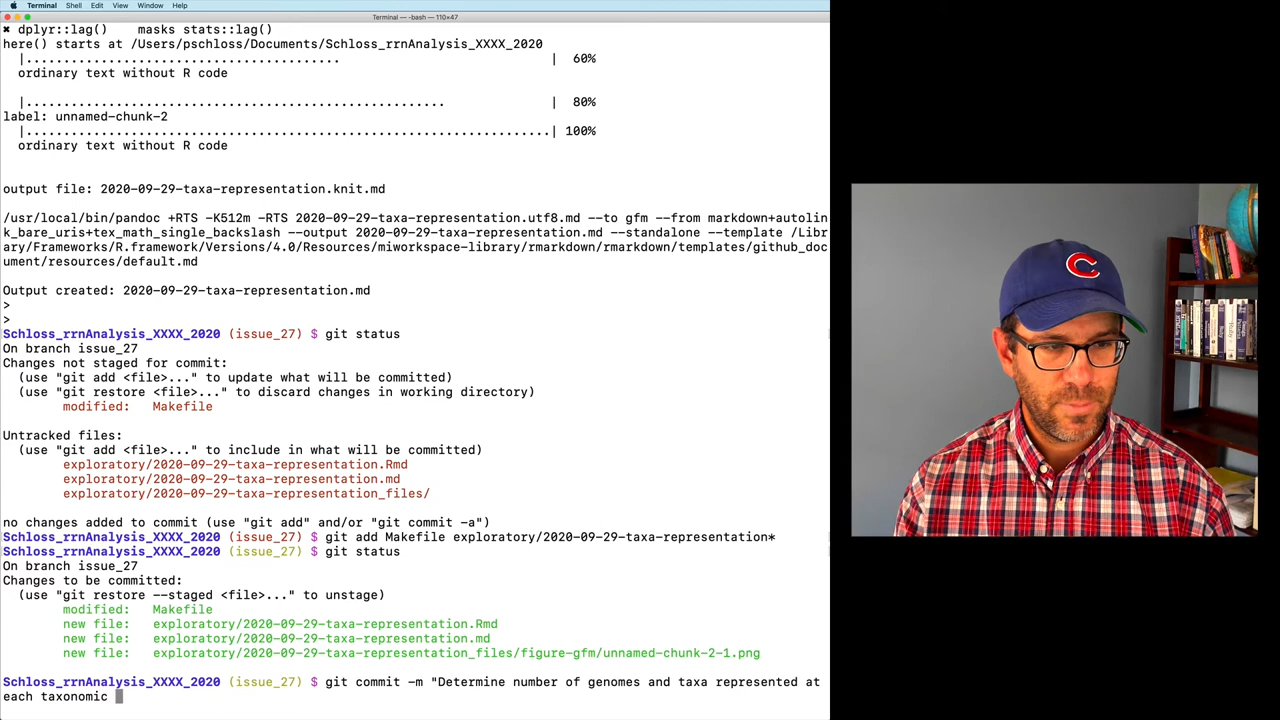 Terminal Shell Edit View Window Help
Terminal — -bash — 110×47
✖ dplyr::lag()    masks stats::lag()
here() starts at /Users/pschloss/Documents/Schloss_rrnAnalysis_XXXX_2020
|.......................................... | 60%
ordinary text without R code
|........................................................ | 80%
label: unnamed-chunk-2
|......................................................................| 100%
ordinary text without R code
output file: 2020-09-29-taxa-representation.knit.md
/usr/local/bin/pandoc +RTS -K512m -RTS 2020-09-29-taxa-representation.utf8.md --to gfm --from markdown+autolin
k_bare_uris+tex_math_single_backslash --output 2020-09-29-taxa-representation.md --standalone --template /Libr
ary/Frameworks/R.framework/Versions/4.0/Resources/miworkspace-library/rmarkdown/rmarkdown/templates/github_doc
ument/resources/default.md
Output created: 2020-09-29-taxa-representation.md
>
>
Schloss_rrnAnalysis_XXXX_2020 (issue_27) $ git status
On branch issue_27
Changes not staged for commit:
(use "git add <file>..." to update what will be committed)
(use "git restore <file>..." to discard changes in working directory)
modified:   Makefile
Untracked files:
(use "git add <file>..." to include in what will be committed)
exploratory/2020-09-29-taxa-representation.Rmd
exploratory/2020-09-29-taxa-representation.md
exploratory/2020-09-29-taxa-representation_files/
no changes added to commit (use "git add" and/or "git commit -a")
Schloss_rrnAnalysis_XXXX_2020 (issue_27) $ git add Makefile exploratory/2020-09-29-taxa-representation*
Schloss_rrnAnalysis_XXXX_2020 (issue_27) $ git status
On branch issue_27
Changes to be committed:
(use "git restore --staged <file>..." to unstage)
modified:   Makefile
new file:   exploratory/2020-09-29-taxa-representation.Rmd
new file:   exploratory/2020-09-29-taxa-representation.md
new file:   exploratory/2020-09-29-taxa-representation_files/figure-gfm/unnamed-chunk-2-1.png
Schloss_rrnAnalysis_XXXX_2020 (issue_27) $ git commit -m "Determine number of genomes and taxa represented at
each taxonomic
C